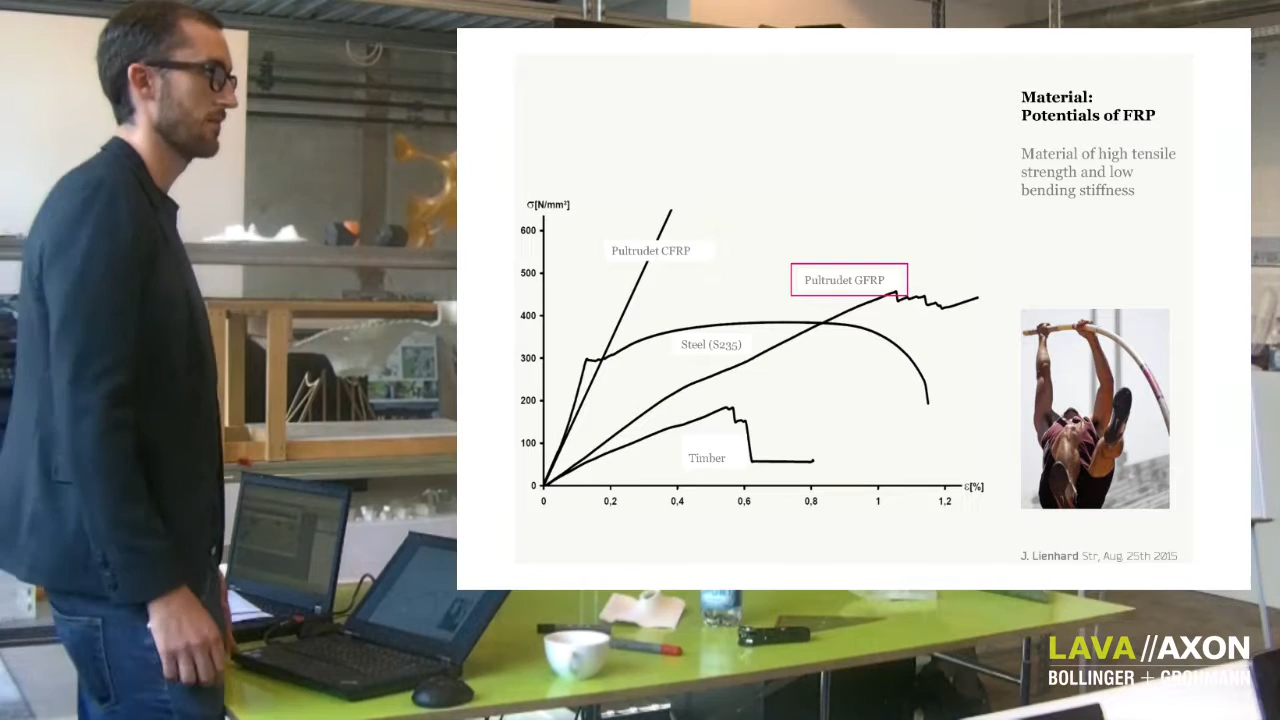 Material:
Potentials of FRP
Material of high tensile
strength and low
bending stiffness
σ[N/mm²]
600
500
400
300
200
100
0
Pultrudet CFRP
Pultrudet GFRP
Steel (S235)
Timber
0
0,2
0,4
0,6
0,8
1
1,2
ε[%]
J. Lienhard Str, Aug. 25th 2015
LAVA //AXON
BOLLINGER + GROHMANN